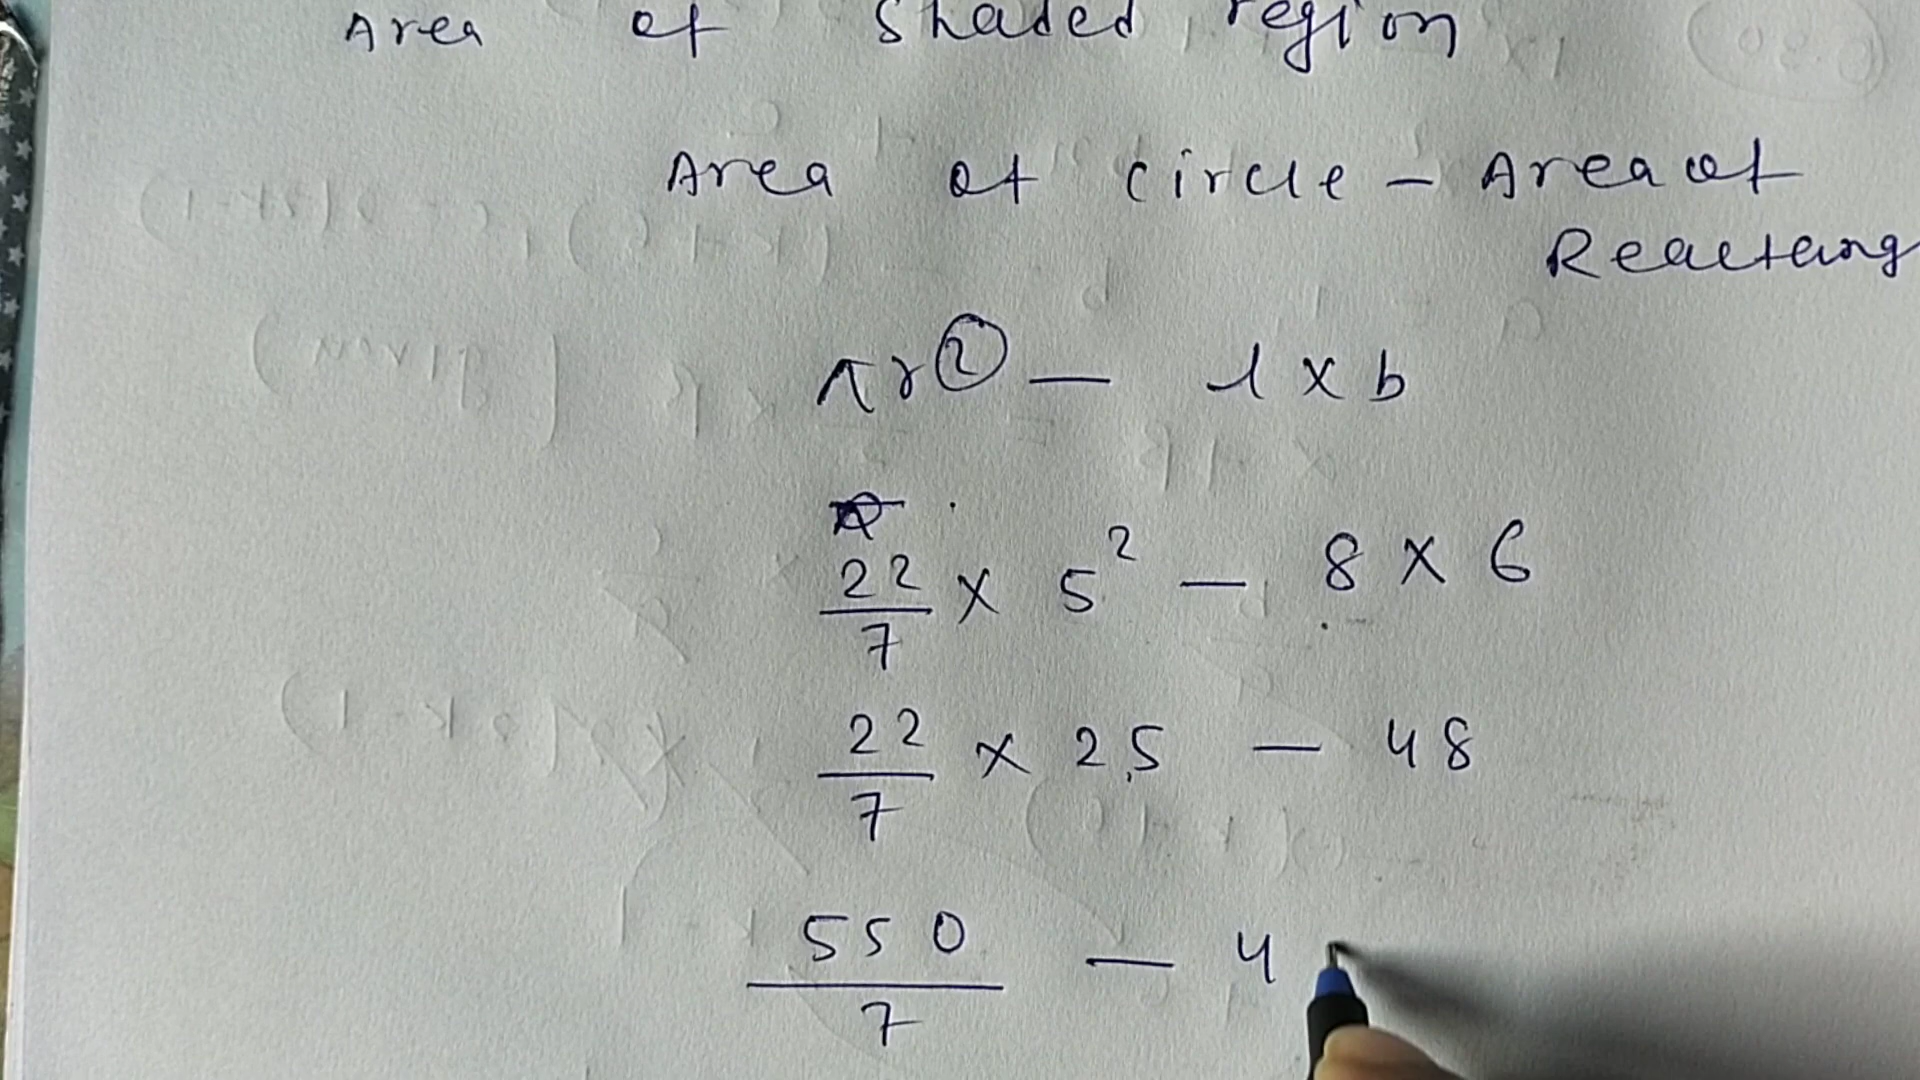 Area of Shaded region
Area of circle - Area of
Reactang
πr² - l x b
22/7 x 5² - 8 x 6
22/7 x 25 - 48
550/7 - 4